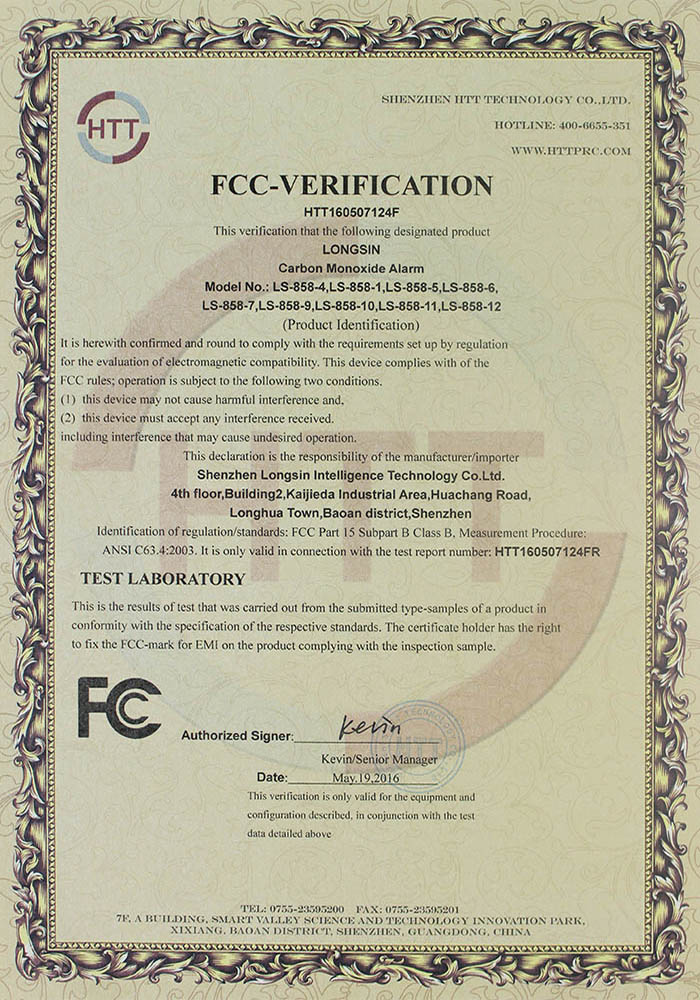 HTT
SHENZHEN HTT TECHNOLOGY CO.,LTD.
HOTLINE: 400-6655-351
WWW.HTTPRC.COM
FCC-VERIFICATION
HTT160507124F
This verification that the following designated product
LONGSIN
Carbon Monoxide Alarm
Model No.: LS-858-4,LS-858-1,LS-858-5,LS-858-6,
LS-858-7,LS-858-9,LS-858-10,LS-858-11,LS-858-12
(Product Identification)
It is herewith confirmed and round to comply with the requirements set up by regulation
for the evaluation of electromagnetic compatibility. This device complies with of the
FCC rules; operation is subject to the following two conditions.
(1) this device may not cause harmful interference and,
(2) this device must accept any interference received.
including interference that may cause undesired operation.
This declaration is the responsibility of the manufacturer/importer
Shenzhen Longsin Intelligence Technology Co.Ltd.
4th floor,Building2,Kaijieda Industrial Area,Huachang Road,
Longhua Town,Baoan district,Shenzhen
Identification of regulation/standards: FCC Part 15 Subpart B Class B, Measurement Procedure:
ANSI C63.4:2003. It is only valid in connection with the test report number: HTT160507124FR
HTT
TEST LABORATORY
This is the results of test that was carried out from the submitted type-samples of a product in
conformity with the specification of the respective standards. The certificate holder has the right
to fix the FCC-mark for EMI on the product complying with the inspection sample.
FC
Authorized Signer: Kevin
HTT
Kevin/Senior Manager
Date: May.19,2016
This verification is only valid for the equipment and
configuration described, in conjunction with the test
data detailed above
TEL: 0755-23595200 FAX: 0755-23595201
7F, A BUILDING, SMART VALLEY SCIENCE AND TECHNOLOGY INNOVATION PARK,
XIXIANG, BAOAN DISTRICT, SHENZHEN, GUANGDONG, CHINA